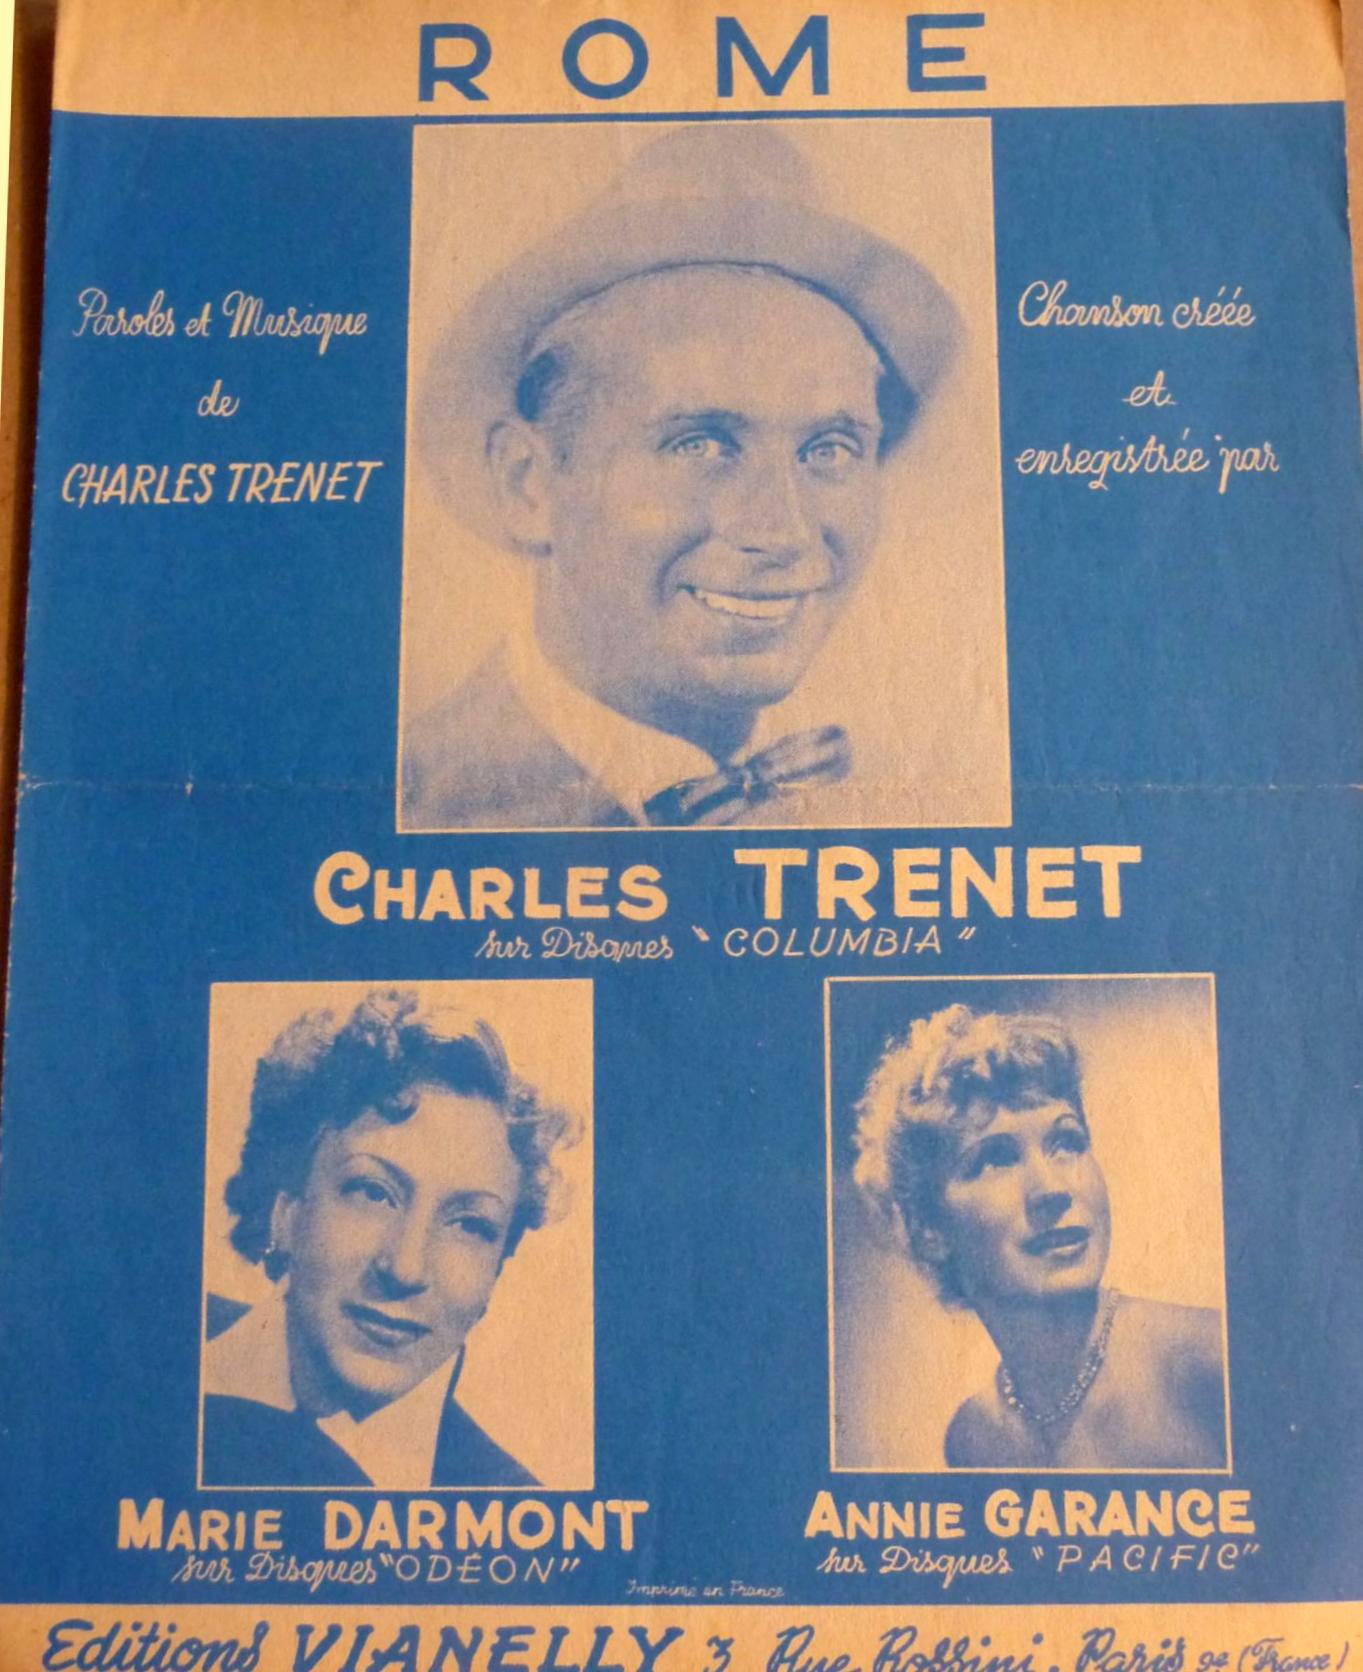 ROME
Paroles et Musique
de
CHARLES TRENET
Chanson créée
et
enregistrée par
CHARLES TRENET
sur Disques "COLUMBIA"
MARIE DARMONT
sur Disques "ODÉON"
ANNIE GARANCE
sur Disques "PACIFIC"
Imprimé en France
Editions VIANELLY 3 Rue Rossini. Paris 9e (France)